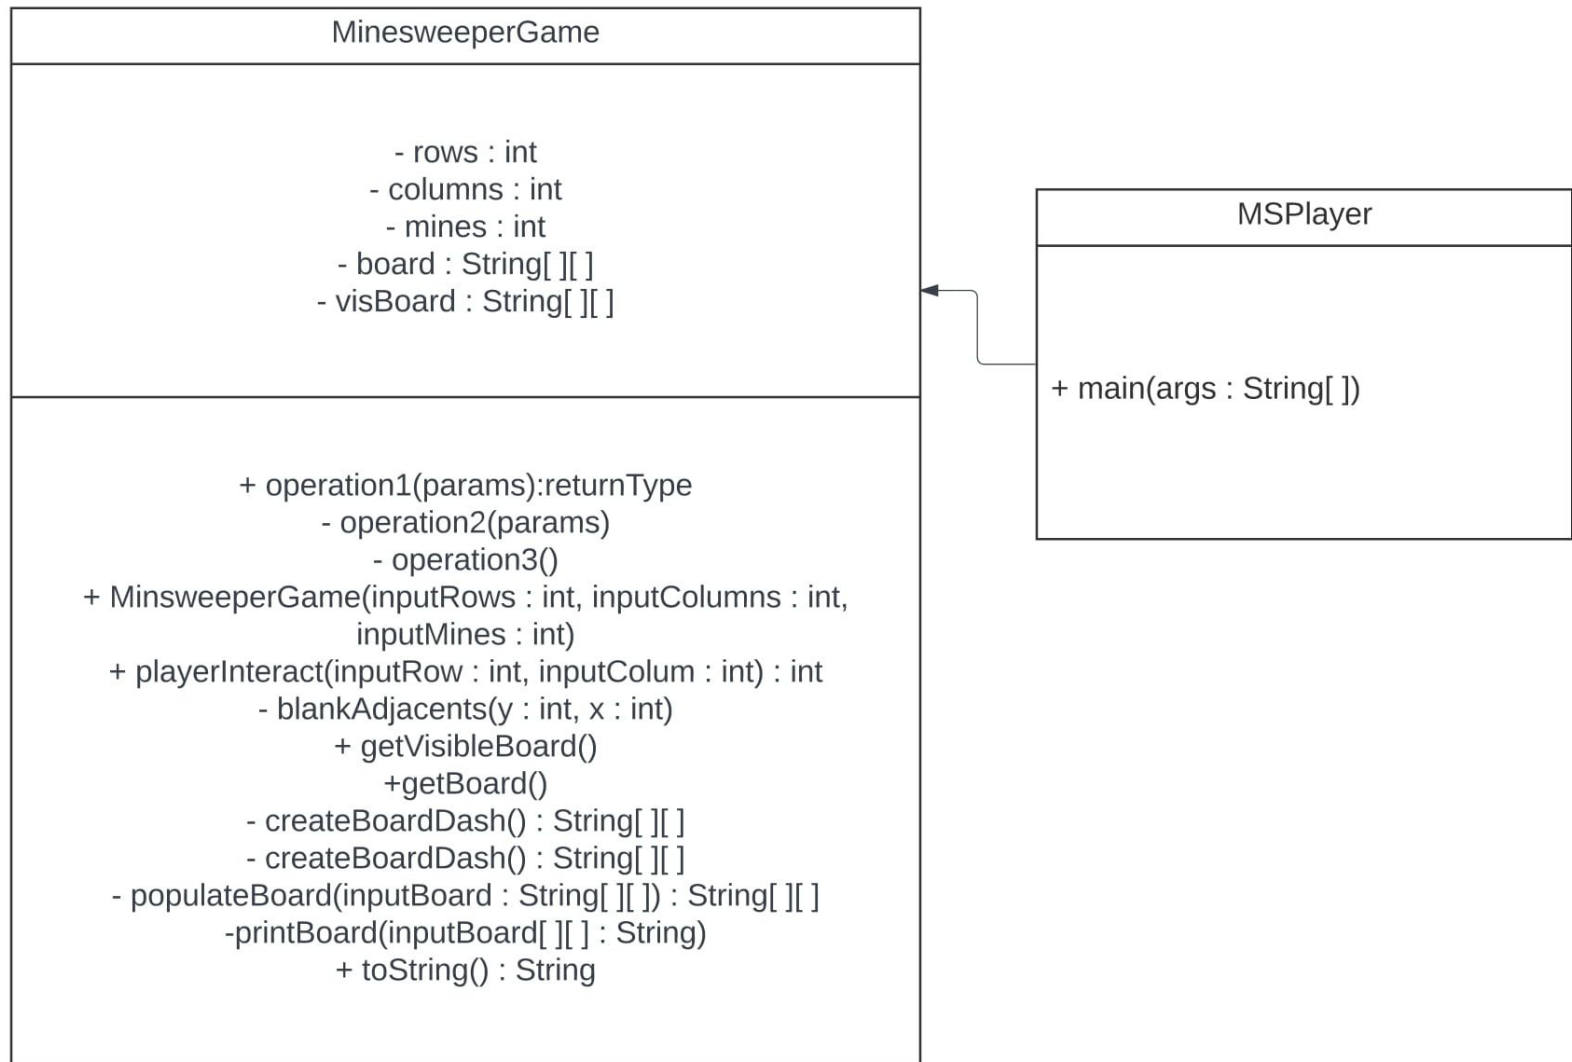 MinesweeperGame
- rows : int
- columns : int
- mines : int
- board : String[ ][ ]
- visBoard : String[ ][ ]
+ operation1(params):returnType
- operation2(params)
- operation3()
+ MinsweeperGame(inputRows : int, inputColumns : int,
inputMines : int)
+ playerInteract(inputRow : int, inputColum : int) : int
- blankAdjacents(y : int, x : int)
+ getVisibleBoard()
+getBoard()
- createBoardDash() : String[ ][ ]
- createBoardDash() : String[ ][ ]
- populateBoard(inputBoard : String[ ][ ]) : String[ ][ ]
-printBoard(inputBoard[ ][ ] : String)
+ toString() : String
MSPlayer
+ main(args : String[ ])